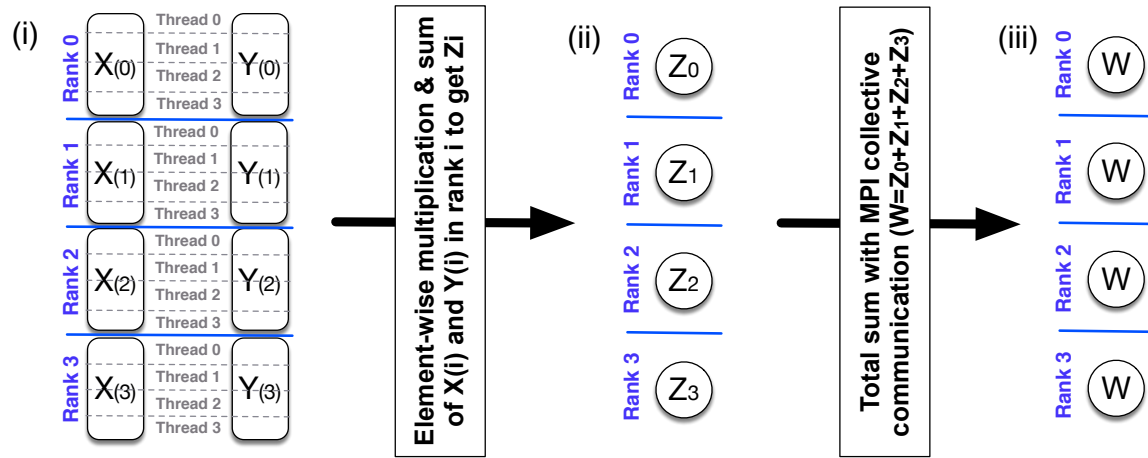 (i)
Rank 0
X(0)
Thread 0
Thread 1
Thread 2
Thread 3
Y(0)
Rank 1
X(1)
Thread 0
Thread 1
Thread 2
Thread 3
Y(1)
Rank 2
X(2)
Thread 0
Thread 1
Thread 2
Thread 3
Y(2)
Rank 3
X(3)
Thread 0
Thread 1
Thread 2
Thread 3
Y(3)
Element-wise multiplication & sum
of X(i) and Y(i) in rank i to get Zi
(ii)
Rank 0
Z0
Rank 1
Z1
Rank 2
Z2
Rank 3
Z3
Total sum with MPI collective
communication (W=Z0+Z1+Z2+Z3)
(iii)
Rank 0
W
Rank 1
W
Rank 2
W
Rank 3
W